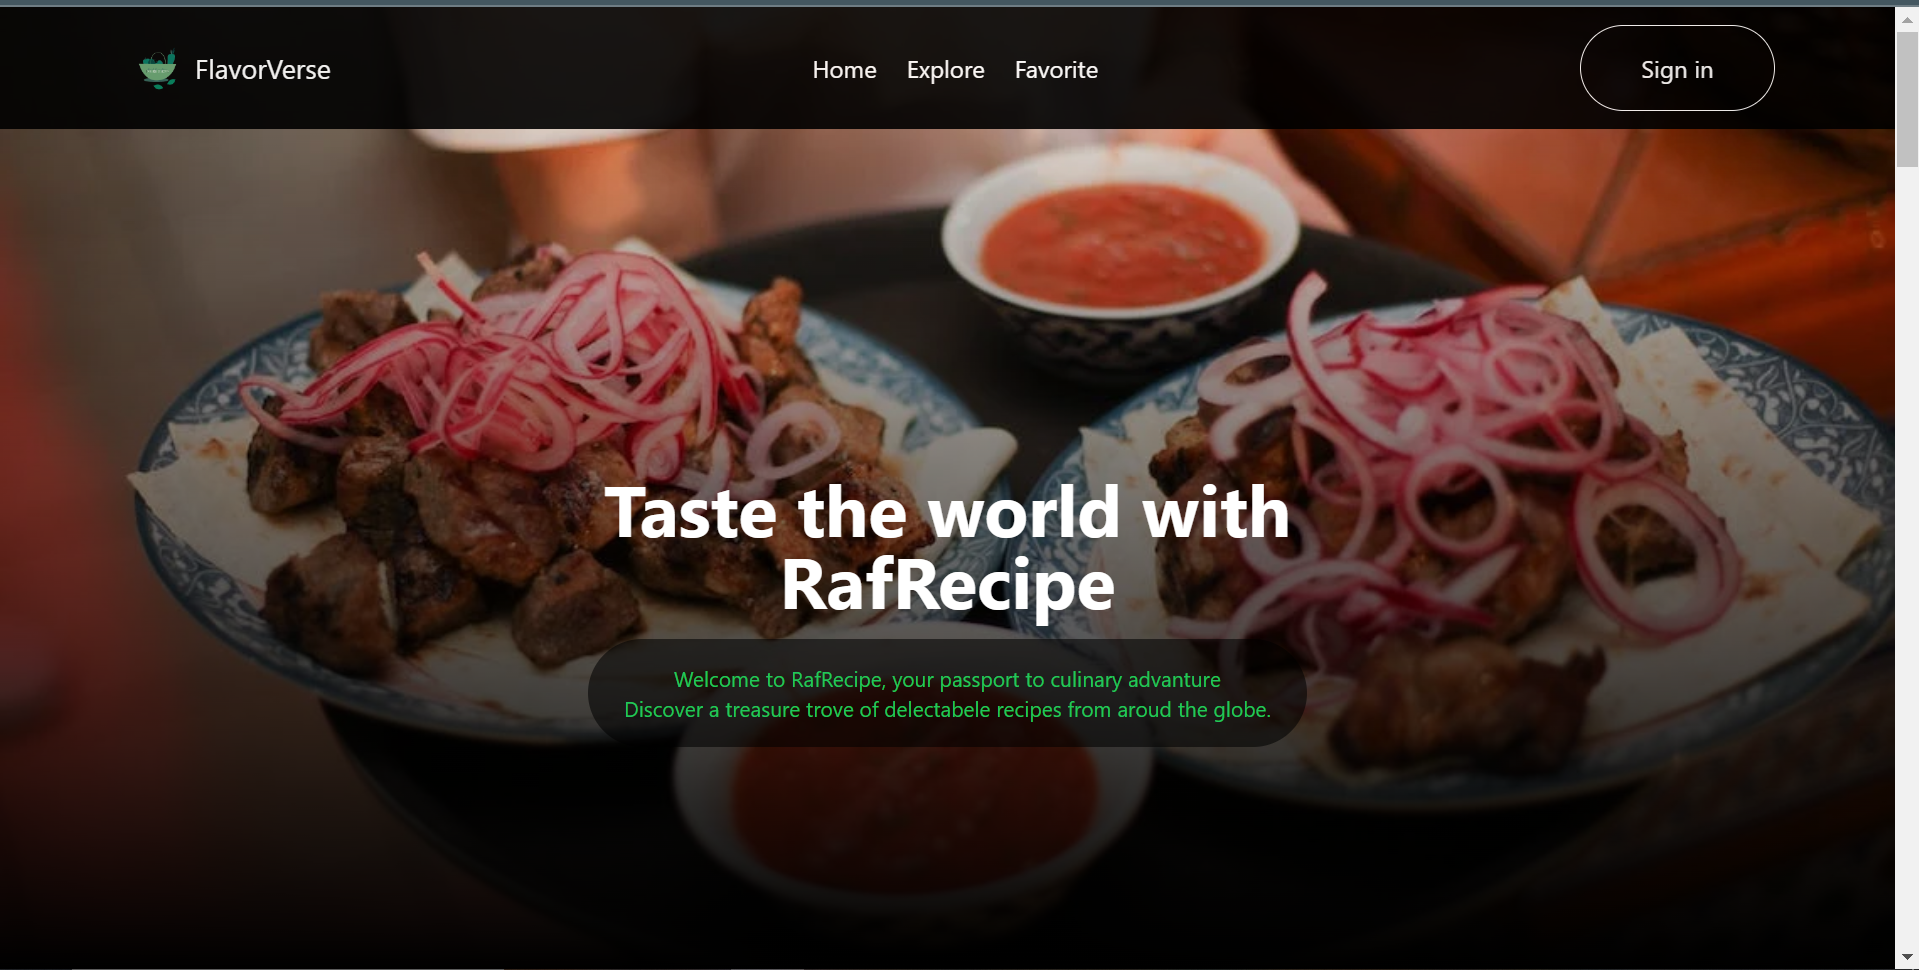 FlavorVerse
Home Explore Favorite
Sign in
Taste the world with
RafRecipe
Welcome to RafRecipe, your passport to culinary advanture
Discover a treasure trove of delectabele recipes from aroud the globe.